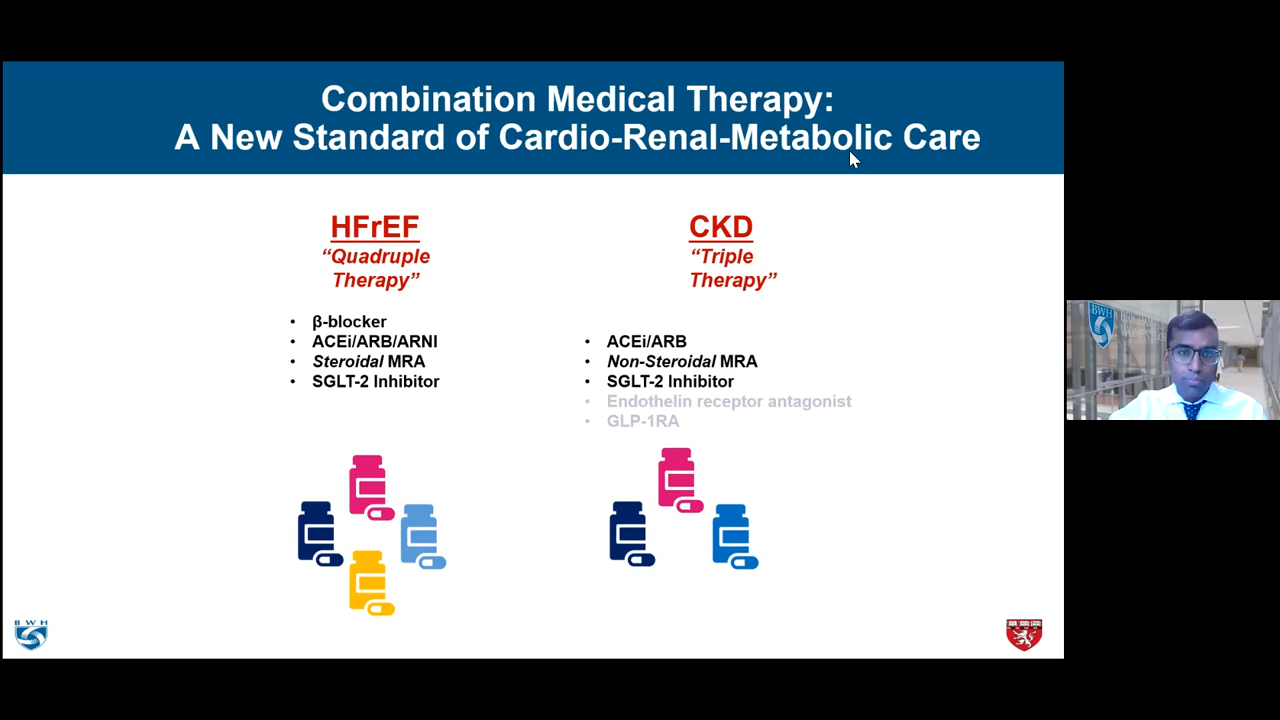 Combination Medical Therapy:
A New Standard of Cardio-Renal-Metabolic Care
HFrEF
“Quadruple
Therapy”
• β-blocker
• ACEi/ARB/ARNI
• Steroidal MRA
• SGLT-2 Inhibitor
CKD
“Triple
Therapy”
• ACEi/ARB
• Non-Steroidal MRA
• SGLT-2 Inhibitor
• Endothelin receptor antagonist
• GLP-1RA
BWH
BWH